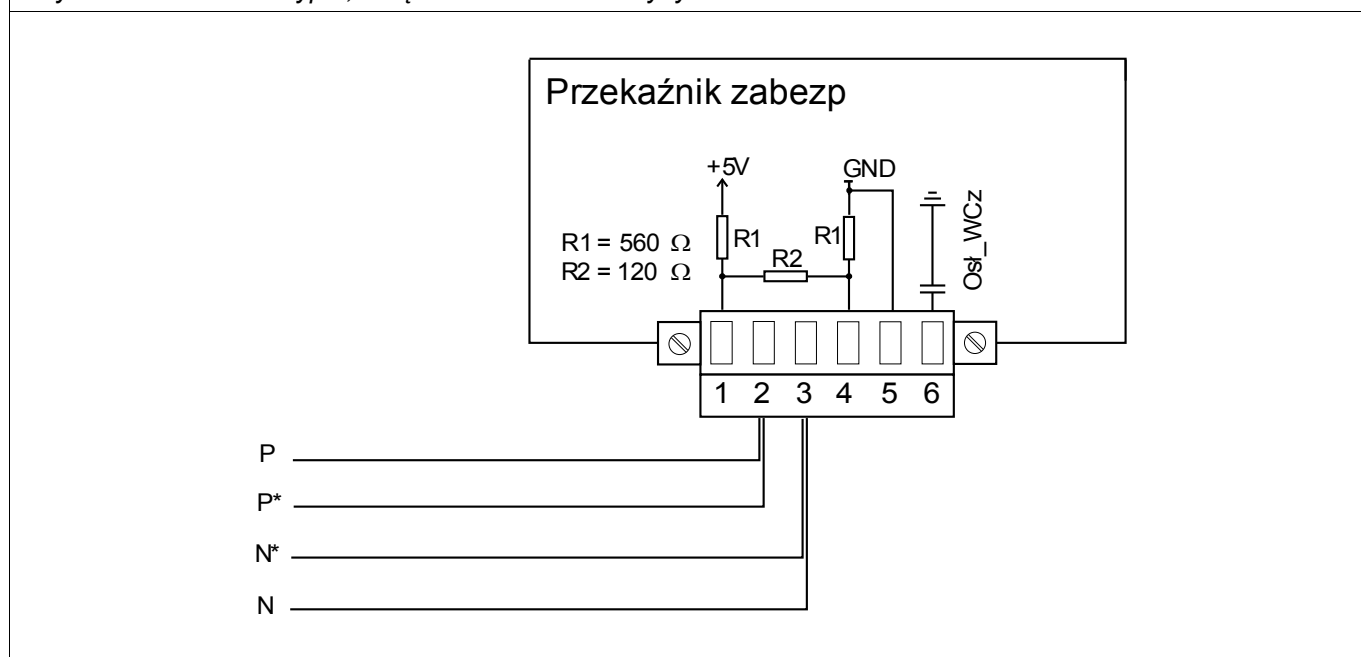 Przekaźnik zabezp
+5V
GND
R1 = 560 Ω
R2 = 120 Ω
R1
R2
R1
Osł_WCz
1 2 3 4 5 6
P
P*
N*
N